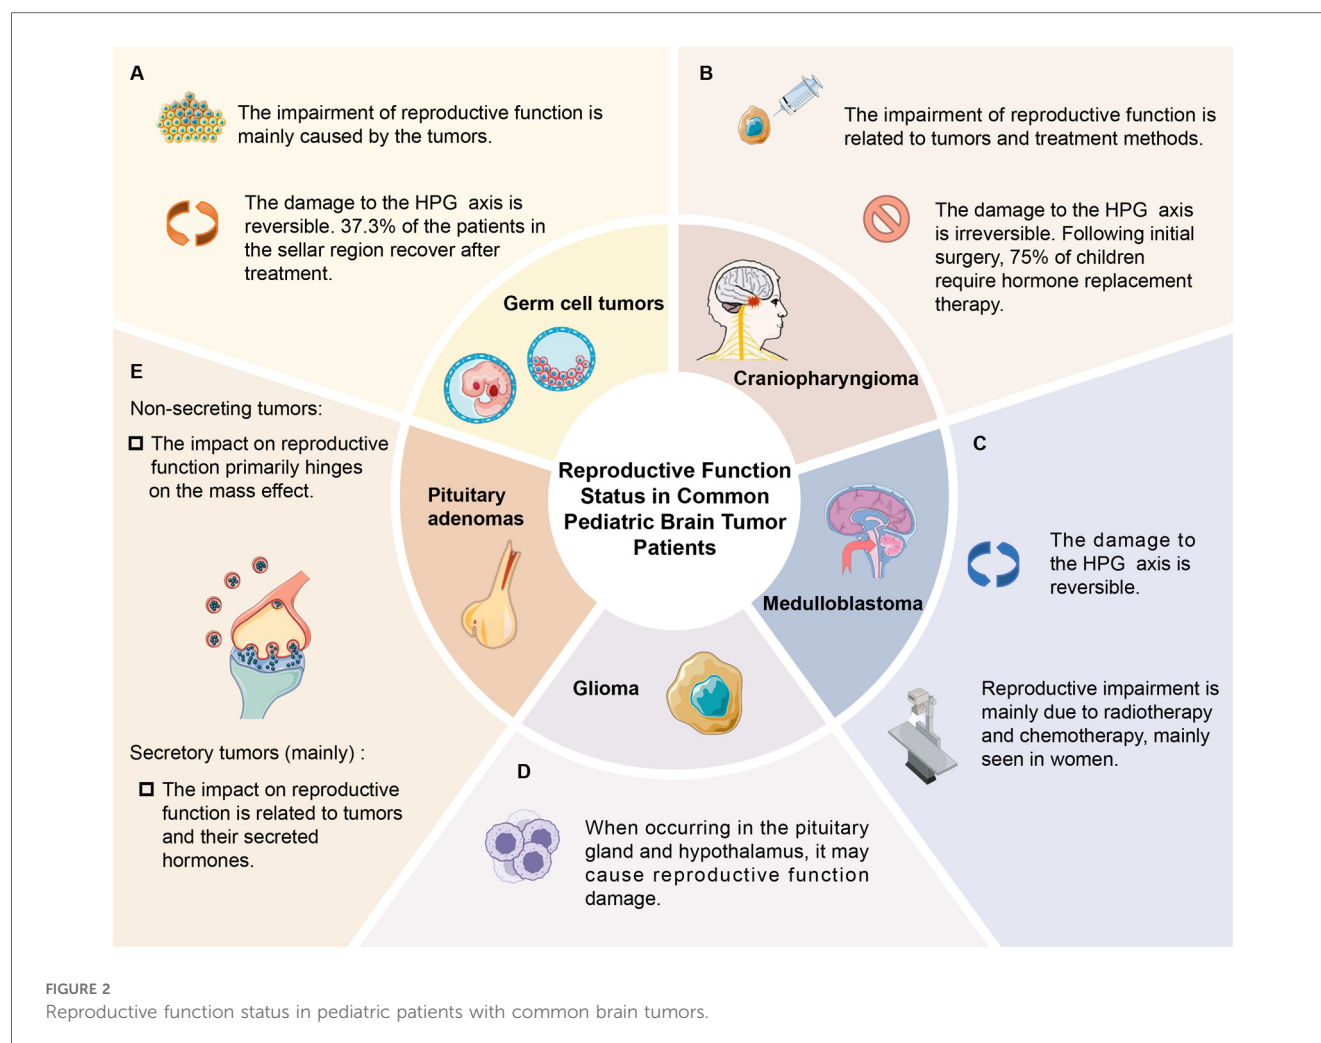 A
The impairment of reproductive function is
mainly caused by the tumors.
The damage to the HPG axis is
reversible. 37.3% of the patients in
the sellar region recover after
treatment.
Germ cell tumors
B
The impairment of reproductive function is
related to tumors and treatment methods.
The damage to the HPG axis
is irreversible. Following initial
surgery, 75% of children
require hormone replacement
therapy.
Craniopharyngioma
Reproductive Function
Status in Common
Pediatric Brain Tumor
Patients
C
The damage to
the HPG axis is
reversible.
Reproductive impairment is
mainly due to radiotherapy
and chemotherapy, mainly
seen in women.
Medulloblastoma
Glioma
D
When occurring in the pituitary
gland and hypothalamus, it may
cause reproductive function
damage.
E
Non-secreting tumors:
The impact on reproductive
function primarily hinges
on the mass effect.
Pituitary
adenomas
Secretory tumors (mainly) :
The impact on reproductive
function is related to tumors
and their secreted
hormones.
FIGURE 2
Reproductive function status in pediatric patients with common brain tumors.